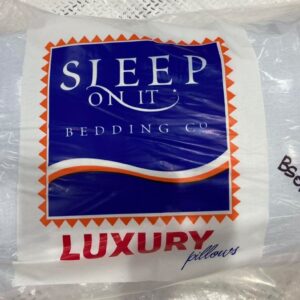 SLEEP
ON IT
BEDDING CO
LUXURY
pillows